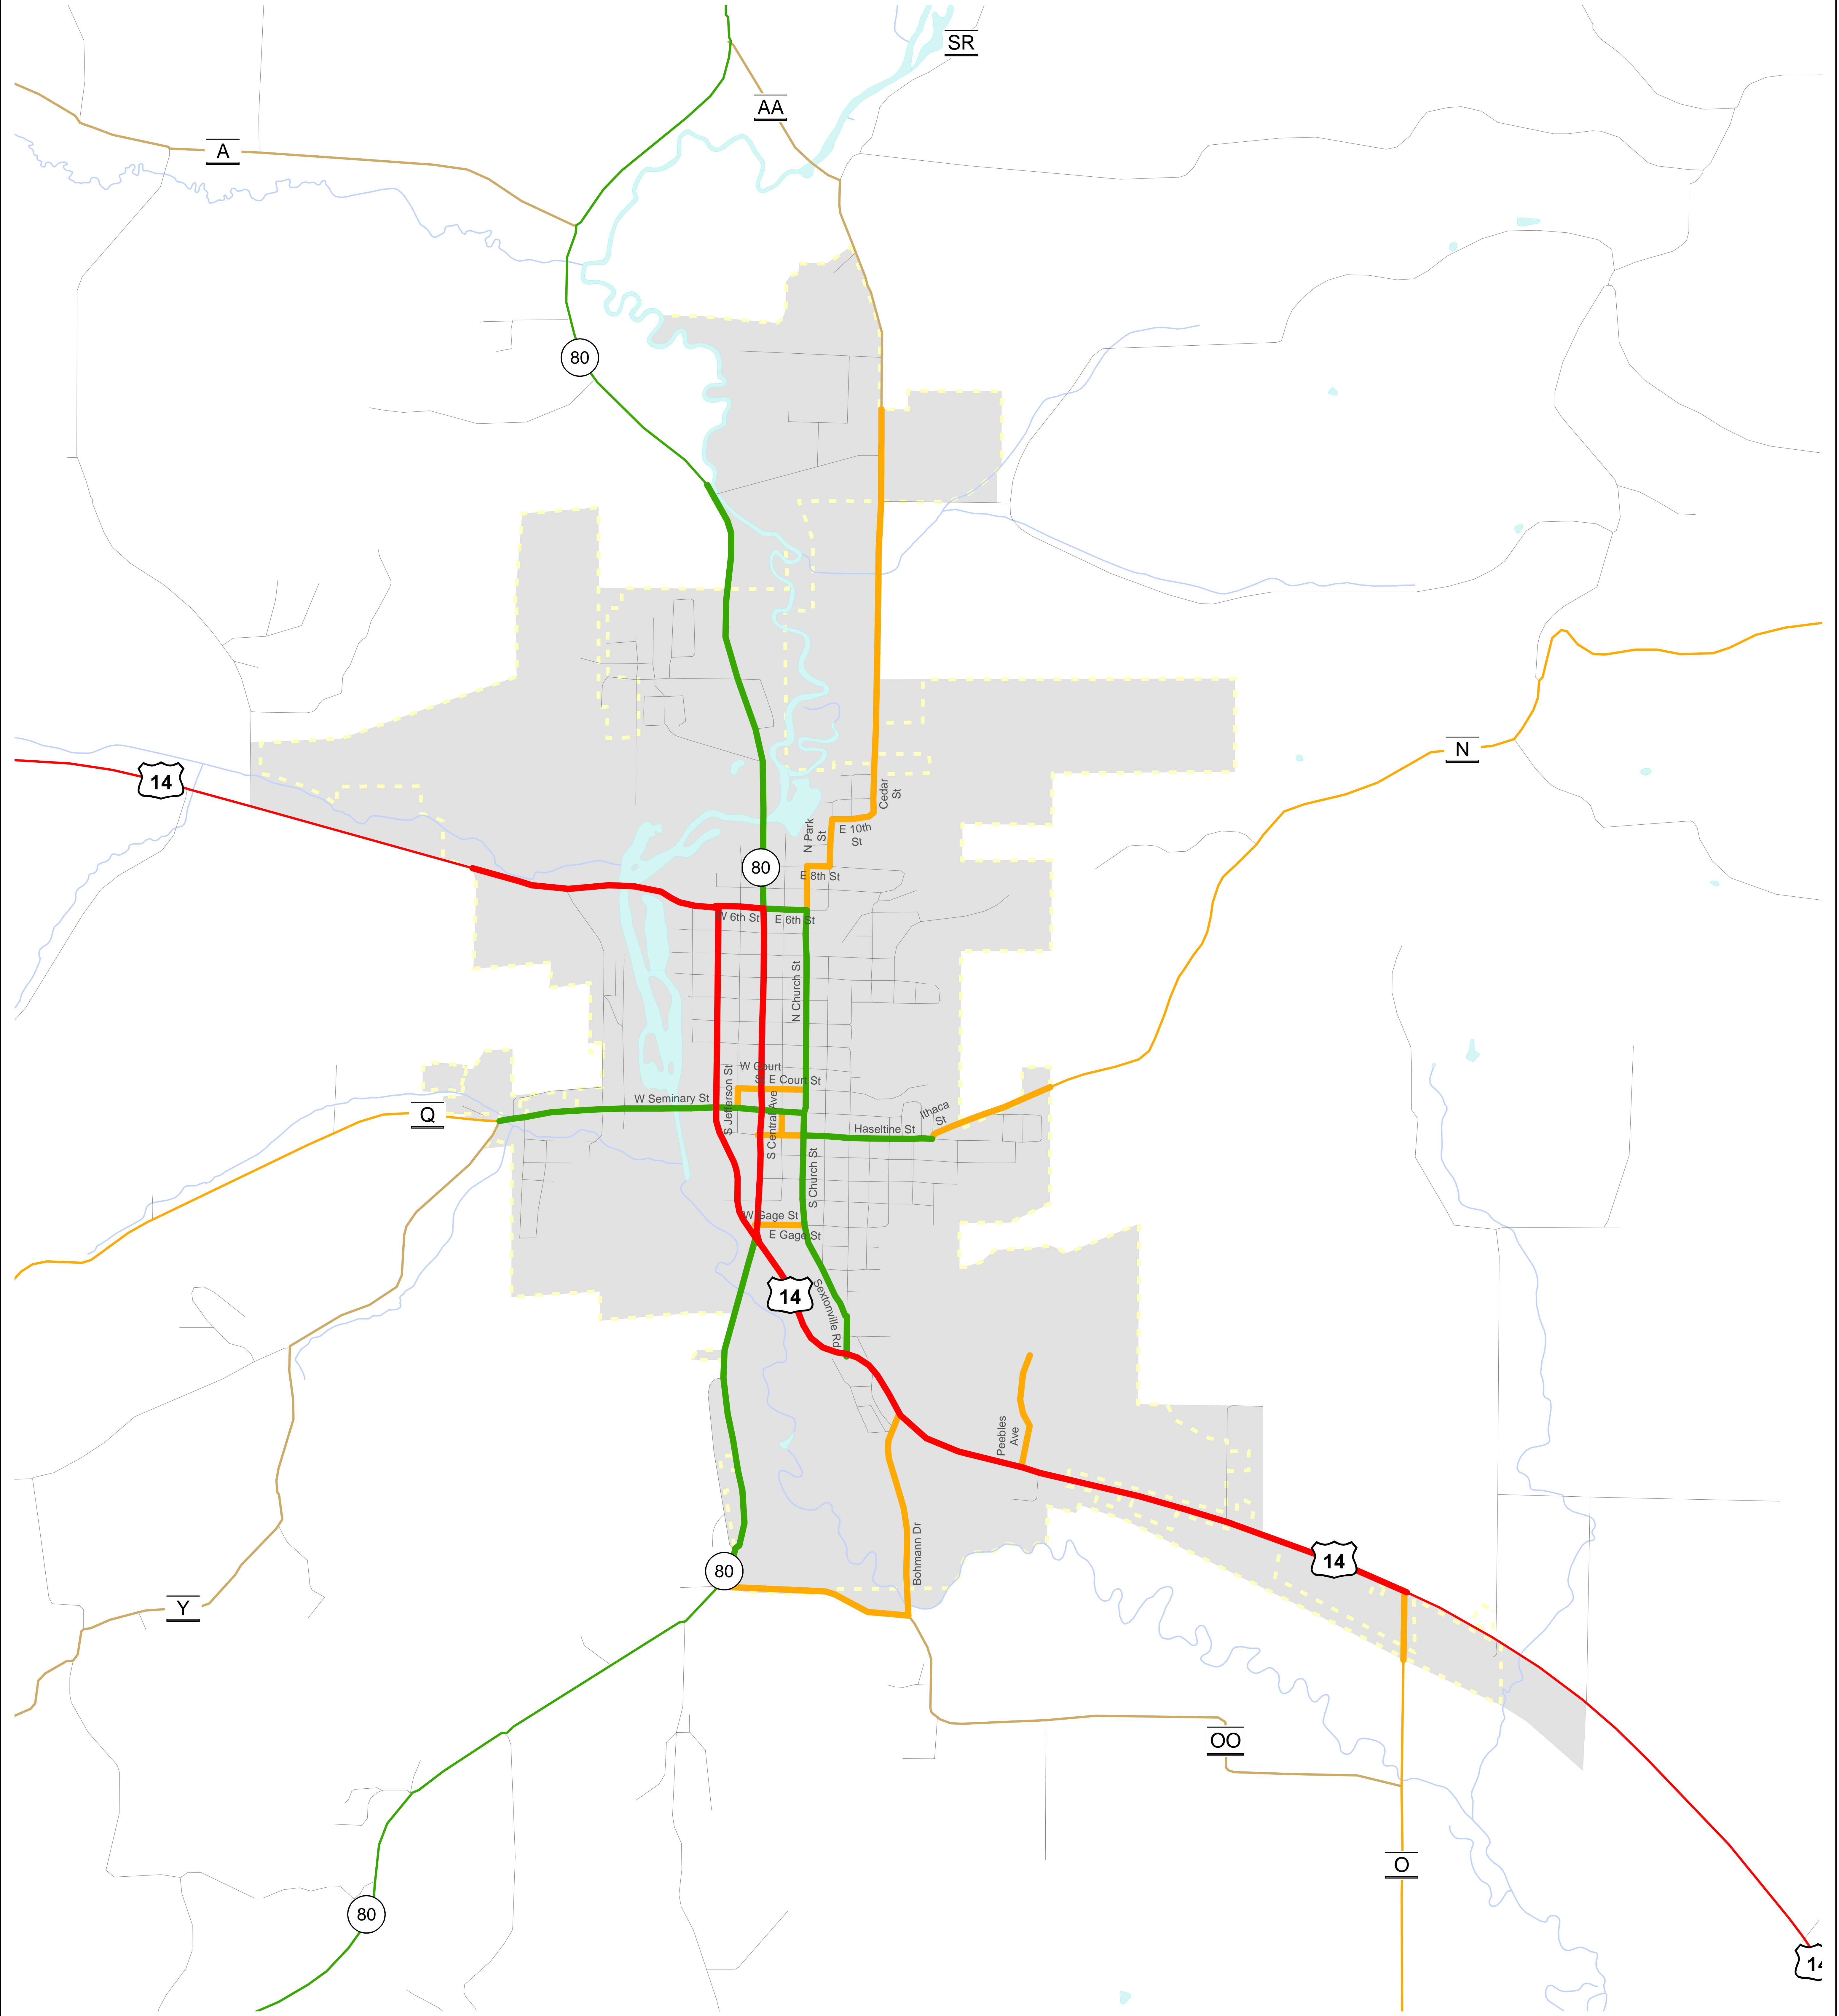 SR
AA
A
80
N
14
Cedar
St
N Park
St
E 10th
St
80
E 8th St
W 6th St
E 6th St
N Church St
W Court
St
E Court St
W Seminary St
S Jefferson St
S Central Ave
Q
Ithaca
St
Haseltine St
S Church St
W Gage St
E Gage St
14
Sextonville Rd
Peebles
Ave
Bohmann Dr
14
80
Y
OO
O
80
14